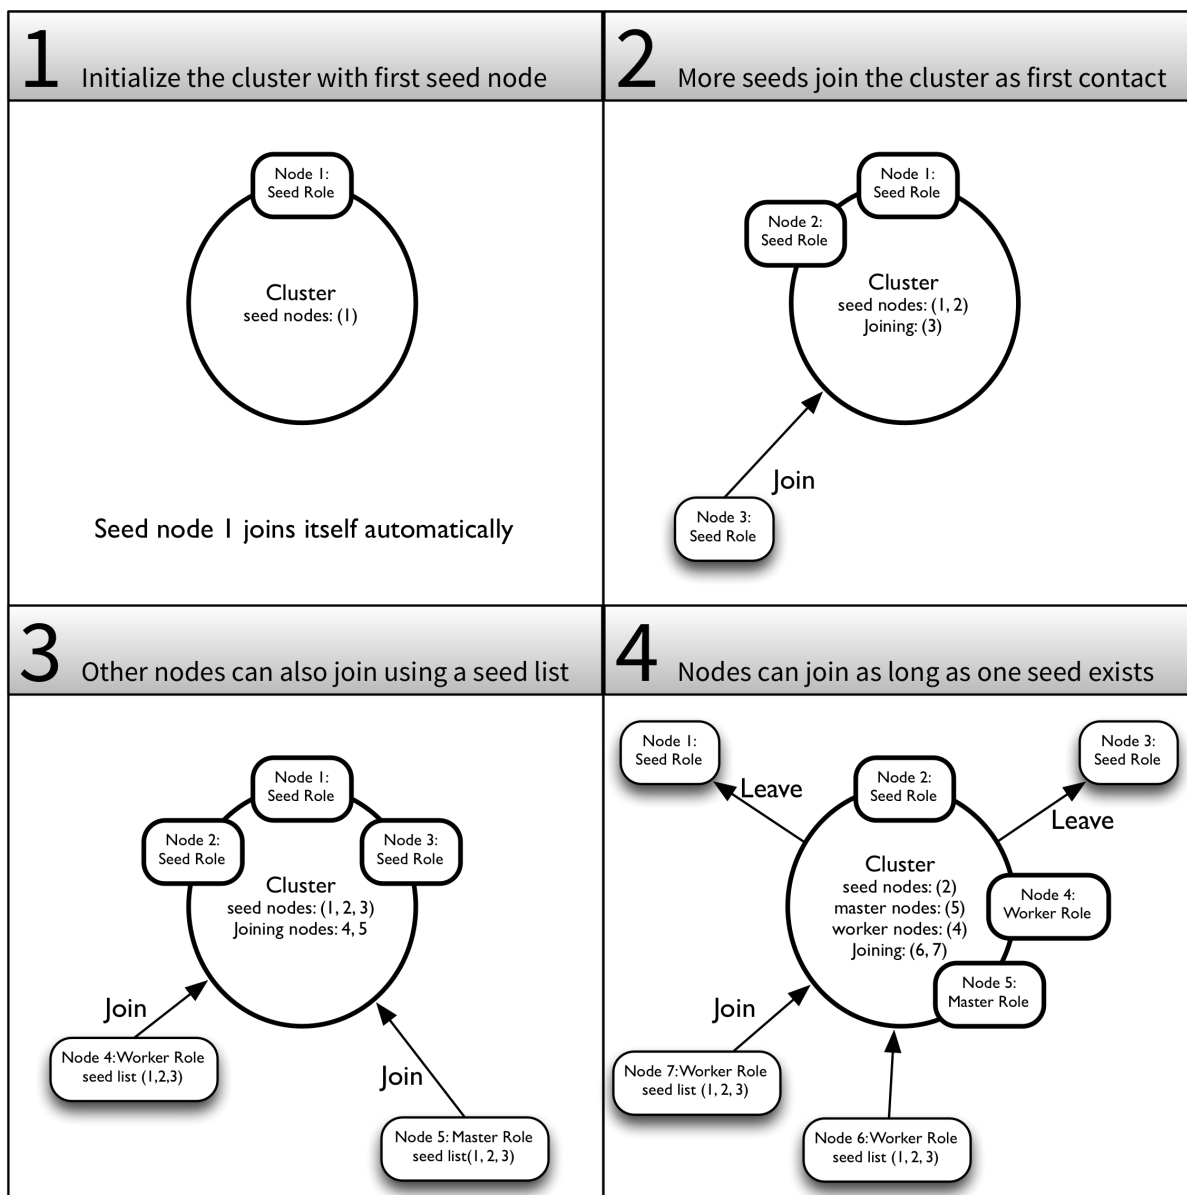 1 Initialize the cluster with first seed node
Node 1:
Seed Role
Cluster
seed nodes: (1)
Seed node 1 joins itself automatically
2 More seeds join the cluster as first contact
Node 1:
Seed Role
Node 2:
Seed Role
Cluster
seed nodes: (1, 2)
Joining: (3)
Join
Node 3:
Seed Role
3 Other nodes can also join using a seed list
Node 1:
Seed Role
Node 2:
Seed Role
Node 3:
Seed Role
Cluster
seed nodes: (1, 2, 3)
Joining nodes: 4, 5
Join
Node 4: Worker Role
seed list (1,2,3)
Join
Node 5: Master Role
seed list(1, 2, 3)
4 Nodes can join as long as one seed exists
Node 1:
Seed Role
Leave
Node 2:
Seed Role
Node 3:
Seed Role
Leave
Cluster
seed nodes: (2)
master nodes: (5)
worker nodes: (4)
Joining: (6, 7)
Node 4:
Worker Role
Node 5:
Master Role
Join
Node 7: Worker Role
seed list (1, 2, 3)
Node 6: Worker Role
seed list (1, 2, 3)